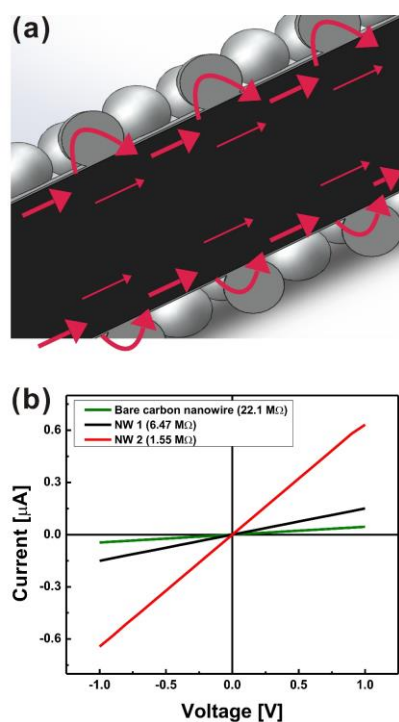 (a)
(b)
Bare carbon nanowire (22.1 MΩ)
NW 1 (6.47 MΩ)
NW 2 (1.55 MΩ)
0.6
0.3
0.0
-0.3
-0.6
Current [µA]
-1.0 -0.5 0.0 0.5 1.0
Voltage [V]